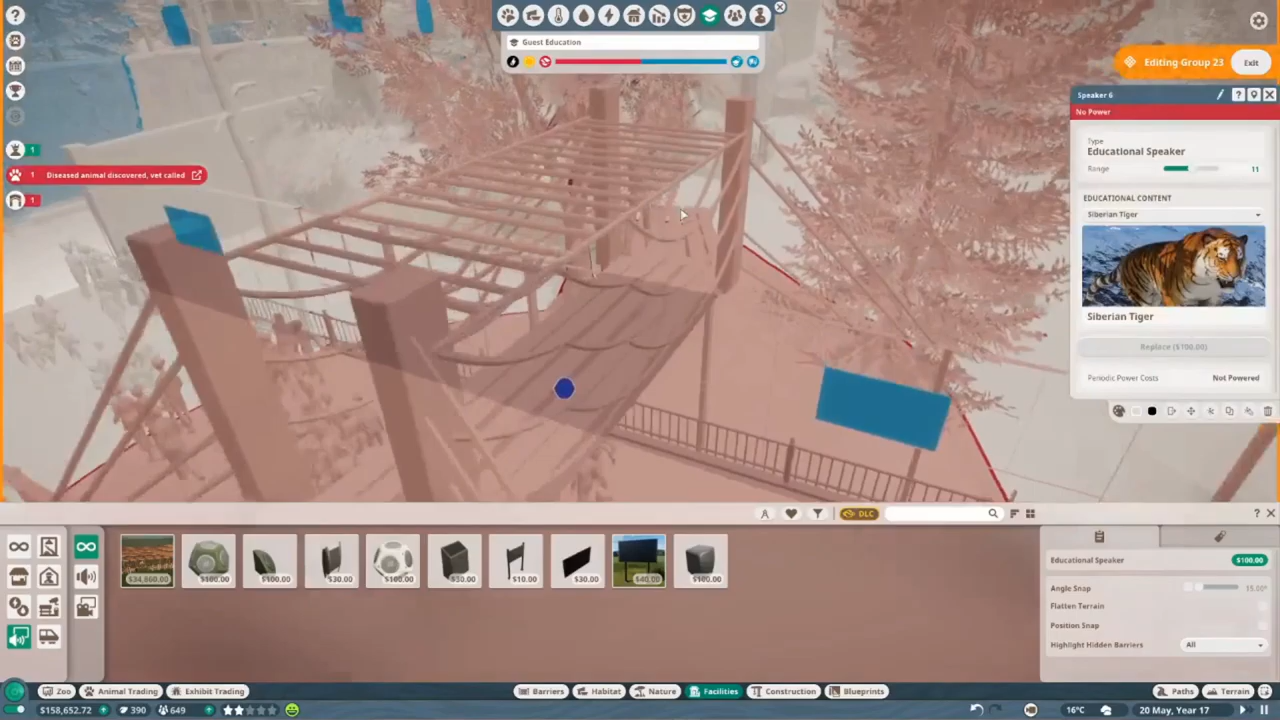 Guest Education
Editing Group 23
Exit
Speaker 6
No Power
Type
Educational Speaker
Range
11
EDUCATIONAL CONTENT
Siberian Tiger
Siberian Tiger
Replace ($100.00)
Periodic Power Costs
Not Powered
1
1 Diseased animal discovered, vet called
1
DLC
$34,860.00
$100.00
$100.00
$30.00
$100.00
$30.00
$10.00
$30.00
$40.00
$100.00
Educational Speaker
$100.00
Angle Snap
15.00°
Flatten Terrain
Position Snap
Highlight Hidden Barriers
All
Zoo
Animal Trading
Exhibit Trading
Barriers
Habitat
Nature
Facilities
Construction
Blueprints
Paths
Terrain
$158,652.72
390
649
16°C
20 May, Year 17